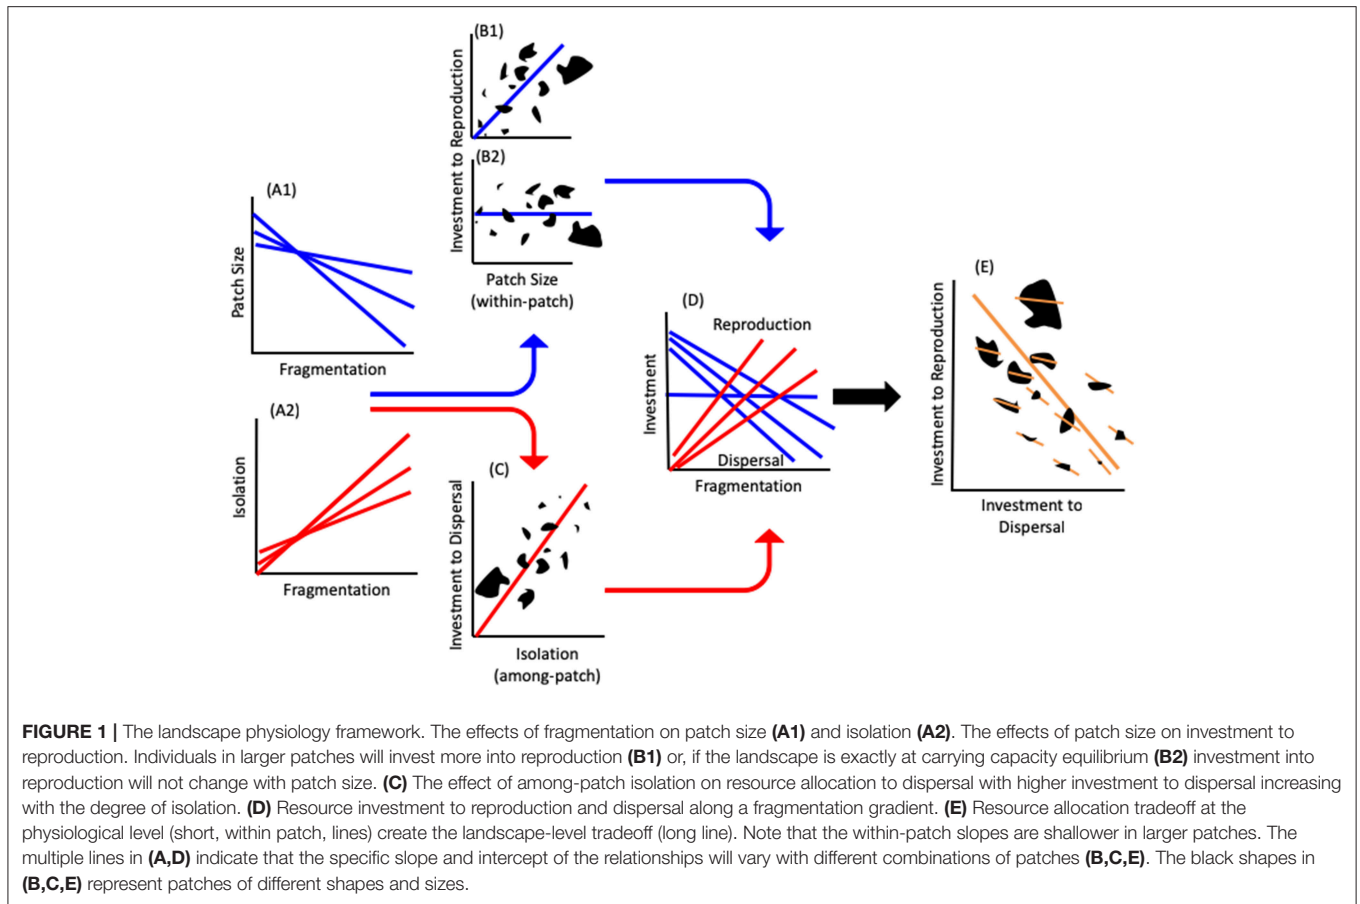 (B1)
Investment to Reproduction
(B2)
Investment to Reproduction
Patch Size
(within-patch)
(A1)
Patch Size
Fragmentation
(A2)
Isolation
Fragmentation
(C)
Investment to Dispersal
Isolation
(among-patch)
(D)
Reproduction
Investment
Dispersal
Fragmentation
(E)
Investment to Reproduction
Investment to
Dispersal
FIGURE 1 | The landscape physiology framework. The effects of fragmentation on patch size (A1) and isolation (A2). The effects of patch size on investment to
reproduction. Individuals in larger patches will invest more into reproduction (B1) or, if the landscape is exactly at carrying capacity equilibrium (B2) investment into
reproduction will not change with patch size. (C) The effect of among-patch isolation on resource allocation to dispersal with higher investment to dispersal increasing
with the degree of isolation. (D) Resource investment to reproduction and dispersal along a fragmentation gradient. (E) Resource allocation tradeoff at the
physiological level (short, within patch, lines) create the landscape-level tradeoff (long line). Note that the within-patch slopes are shallower in larger patches. The
multiple lines in (A,D) indicate that the specific slope and intercept of the relationships will vary with different combinations of patches (B,C,E). The black shapes in
(B,C,E) represent patches of different shapes and sizes.